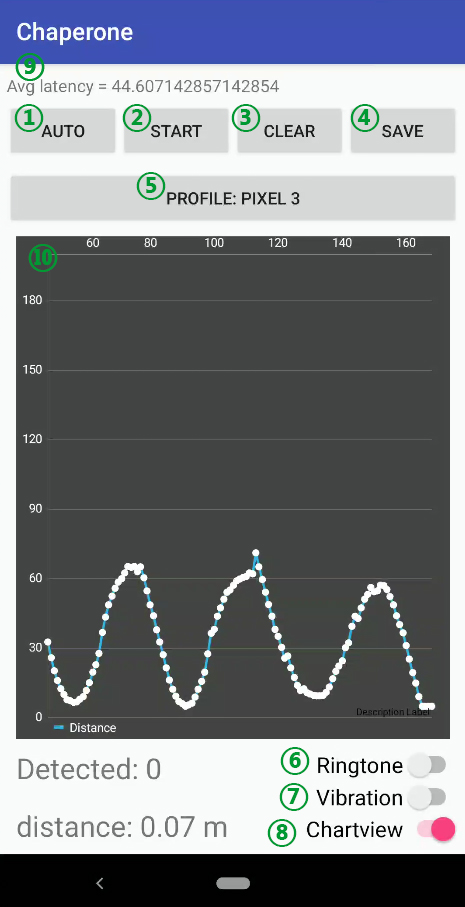 Chaperone
⑨
Avg latency = 44.607142857142854
① AUTO ② START ③ CLEAR ④ SAVE
⑤ PROFILE: PIXEL 3
⑩ 60 80 100 120 140 160
180
150
120
90
60
30
0
Description Label
Distance
Detected: 0
⑥ Ringtone
⑦ Vibration
distance: 0.07 m
⑧ Chartview